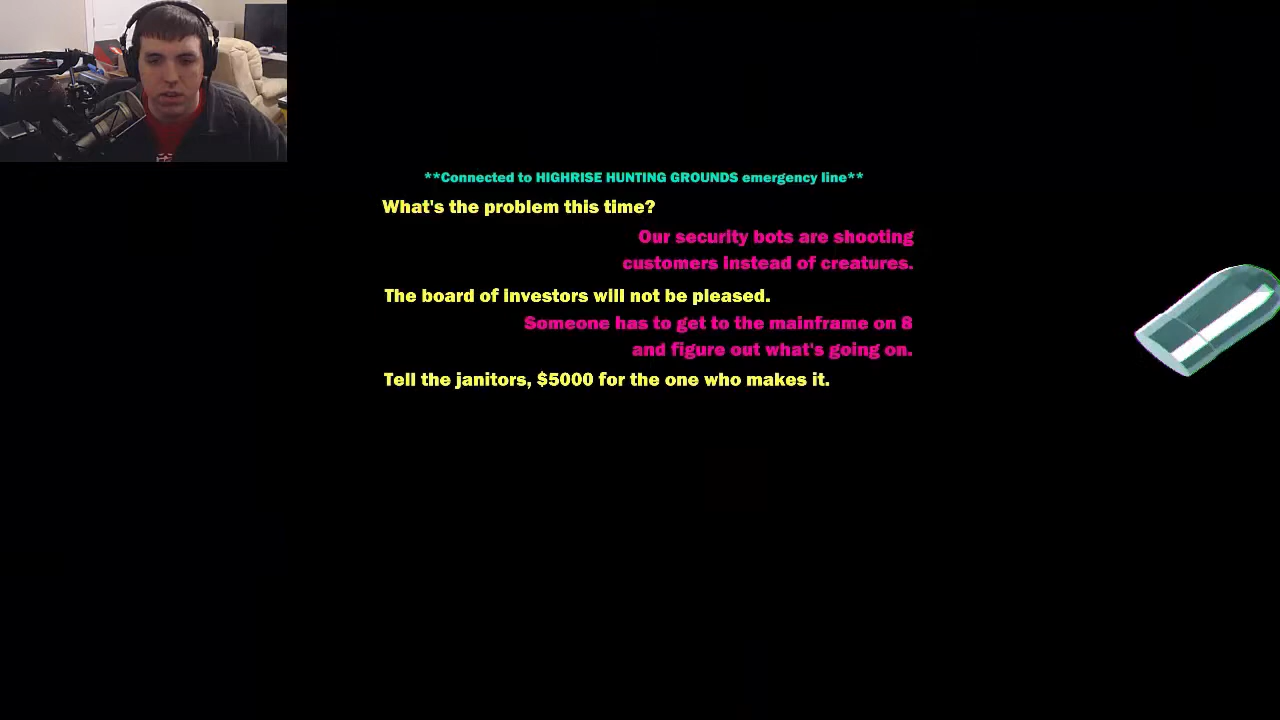 **Connected to HIGHRISE HUNTING GROUNDS emergency line**
What's the problem this time?
Our security bots are shooting
customers instead of creatures.
The board of investors will not be pleased.
Someone has to get to the mainframe on 8
and figure out what's going on.
Tell the janitors, $5000 for the one who makes it.